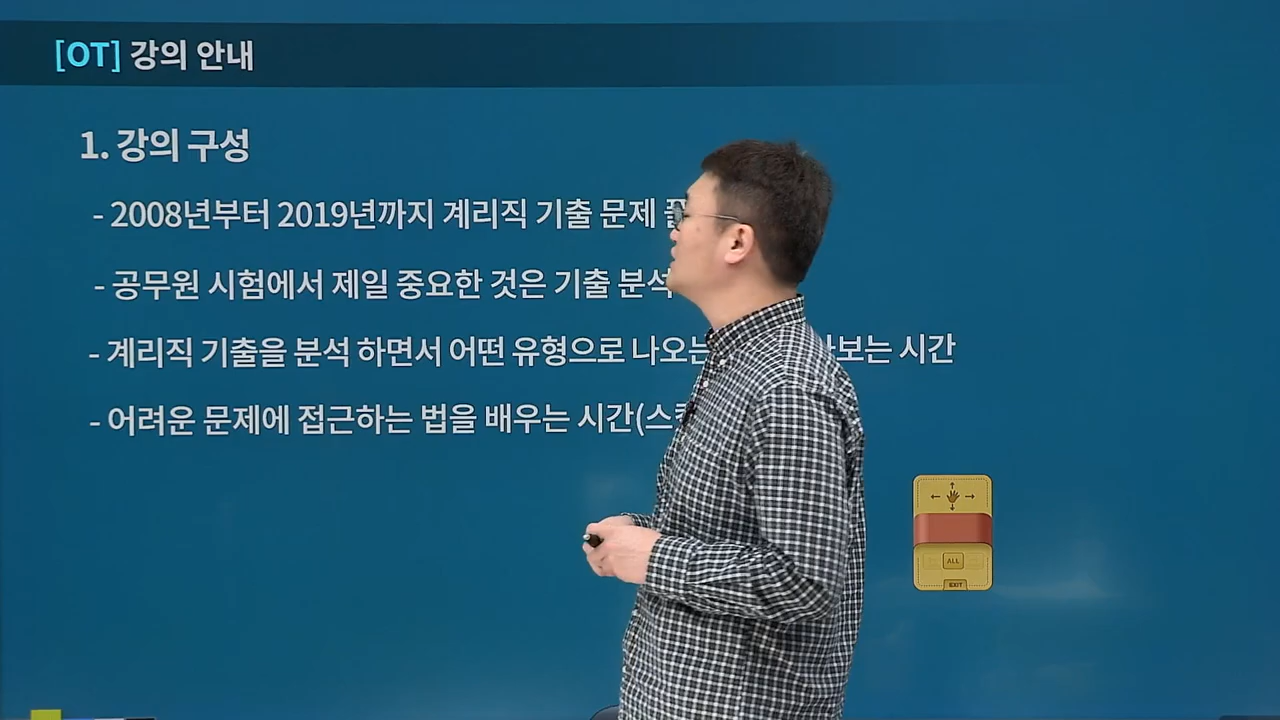 [OT] 강의 안내
1. 강의 구성
- 2008년부터 2019년까지 계리직 기출 문제
- 공무원 시험에서 제일 중요한 것은 기출 분석
- 계리직 기출을 분석 하면서 어떤 유형으로 나오는 보는 시간
- 어려운 문제에 접근하는 법을 배우는 시간(스
ALL
EXIT